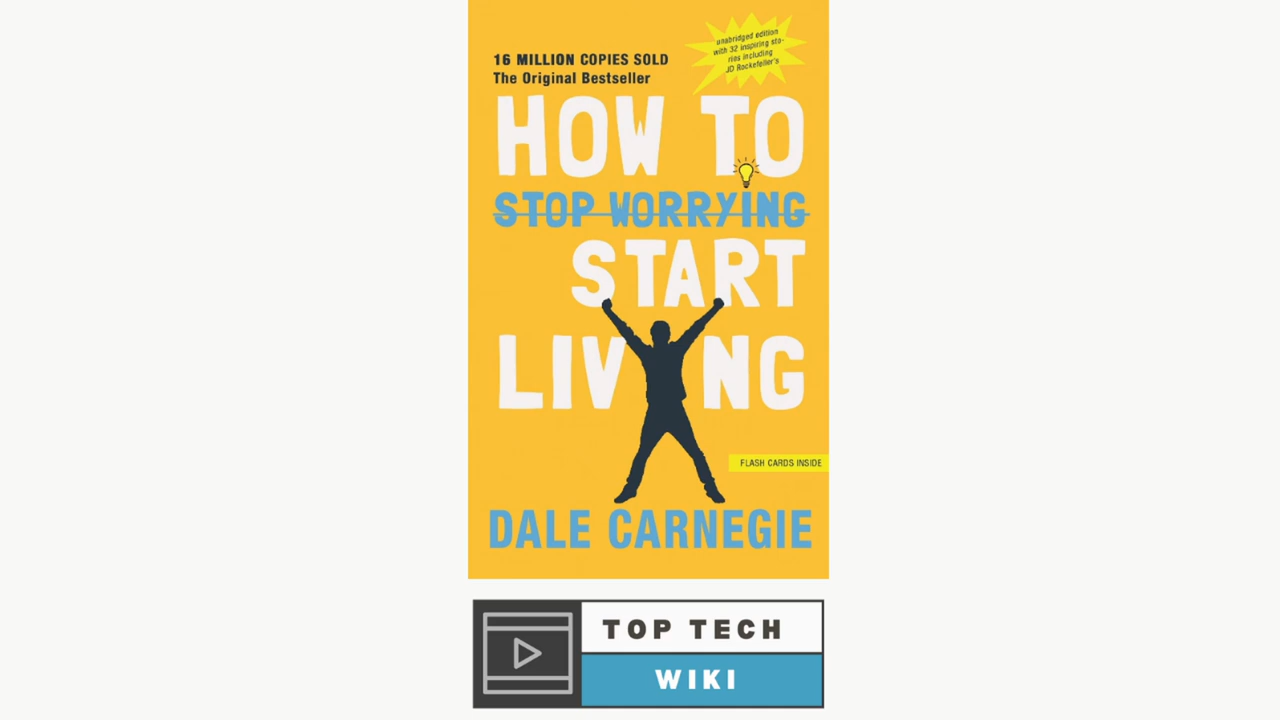 16 MILLION COPIES SOLD
The Original Bestseller
unabridged edition
with 32 inspiring sto-
ries including
JD Rockefeller's
HOW TO
STOP WORRYING
START
LIVING
FLASH CARDS INSIDE
DALE CARNEGIE
TOP TECH
WIKI